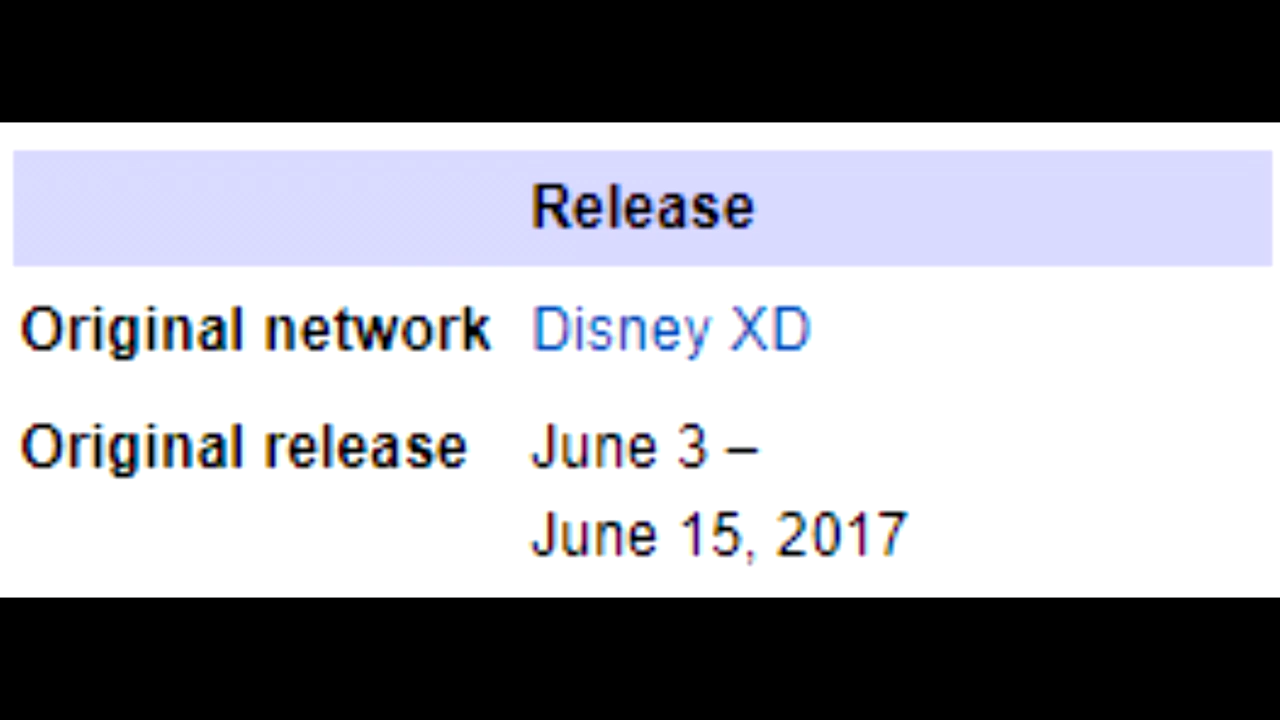 Release
Original network Disney XD
Original release June 3 –
June 15, 2017